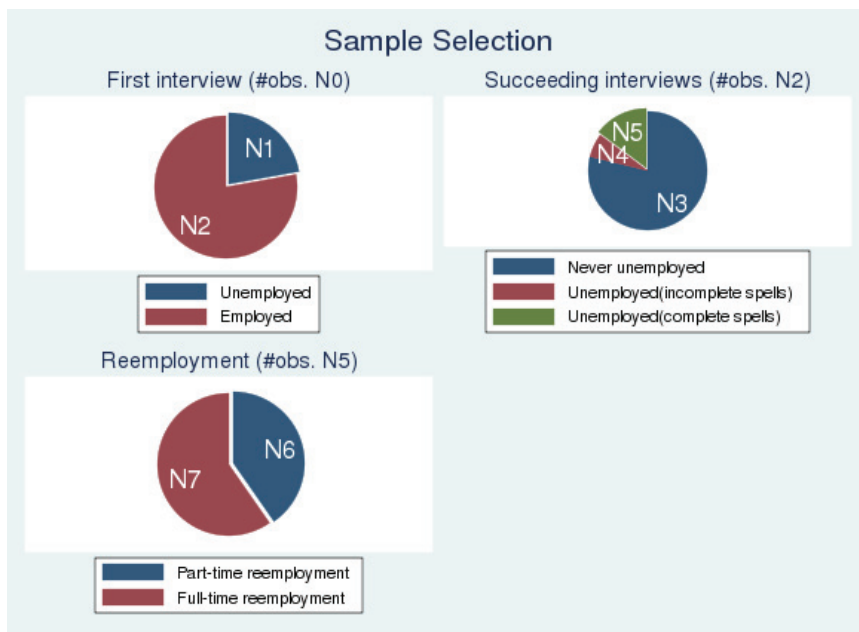 Sample Selection
First interview (#obs. N0)
N1
N2
Unemployed
Employed
Succeeding interviews (#obs. N2)
N5
N4
N3
Never unemployed
Unemployed(incomplete spells)
Unemployed(complete spells)
Reemployment (#obs. N5)
N6
N7
Part-time reemployment
Full-time reemployment